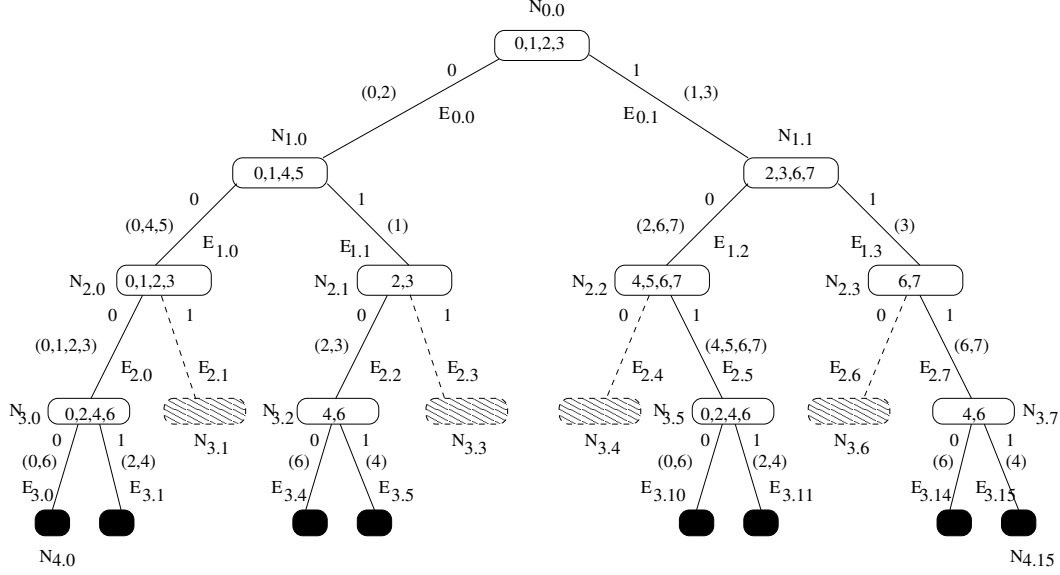 N0.0
0,1,2,3
0 1
(0,2) (1,3)
E0.0 E0.1
N1.0 N1.1
0,1,4,5 2,3,6,7
0 1 0 1
(0,4,5) (1) (2,6,7) (3)
E1.0 E1.1 E1.2 E1.3
N2.0 0,1,2,3 N2.1 2,3 N2.2 4,5,6,7 N2.3 6,7
0 1 0 1 0 1 0 1
(0,1,2,3) (2,3) (4,5,6,7) (6,7)
E2.0 E2.1 E2.2 E2.3 E2.4 E2.5 E2.6 E2.7
N3.0 0,2,4,6 N3.2 4,6 N3.5 0,2,4,6 4,6 N3.7
N3.1 N3.3 N3.4 N3.6
0 1 0 1 0 1 0 1
(0,6) (2,4) (6) (4) (0,6) (2,4) (6) (4)
E3.0 E3.1 E3.4 E3.5 E3.10 E3.11 E3.14 E3.15
N4.0 N4.15